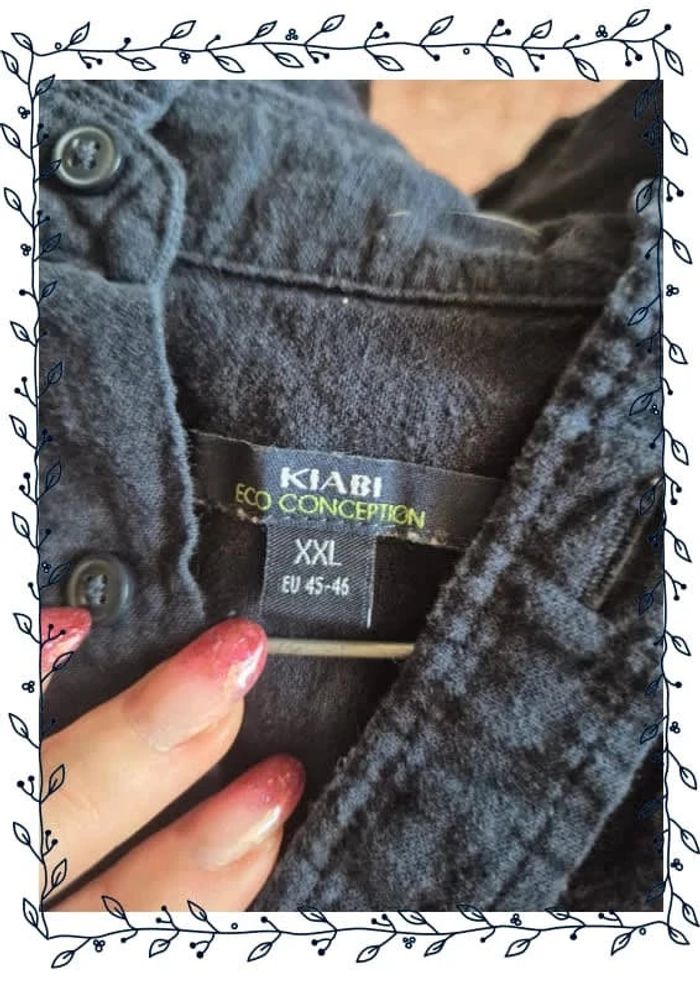 KIABI
ECO CONCEPTION
XXL
EU 45-46